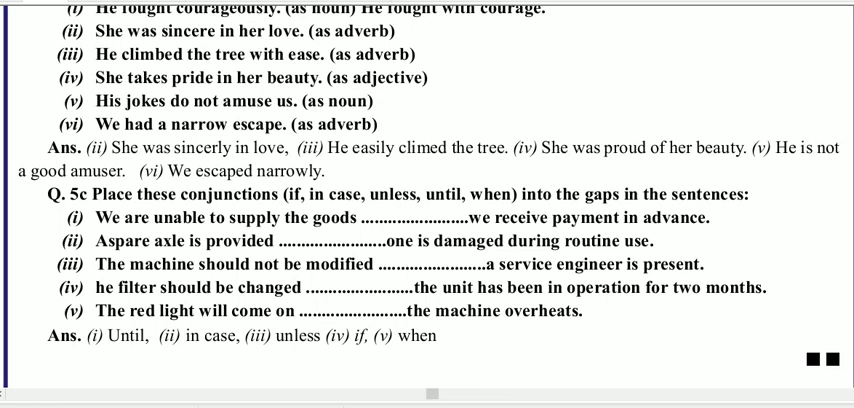 (i) He fought courageously. (as noun) He fought with courage.
(ii) She was sincere in her love. (as adverb)
(iii) He climbed the tree with ease. (as adverb)
(iv) She takes pride in her beauty. (as adjective)
(v) His jokes do not amuse us. (as noun)
(vi) We had a narrow escape. (as adverb)
Ans. (ii) She was sincerly in love, (iii) He easily climed the tree. (iv) She was proud of her beauty. (v) He is not
a good amuser. (vi) We escaped narrowly.
Q. 5c Place these conjunctions (if, in case, unless, until, when) into the gaps in the sentences:
(i) We are unable to supply the goods .......................we receive payment in advance.
(ii) Aspare axle is provided .......................one is damaged during routine use.
(iii) The machine should not be modified .......................a service engineer is present.
(iv) he filter should be changed .......................the unit has been in operation for two months.
(v) The red light will come on .......................the machine overheats.
Ans. (i) Until, (ii) in case, (iii) unless (iv) if, (v) when